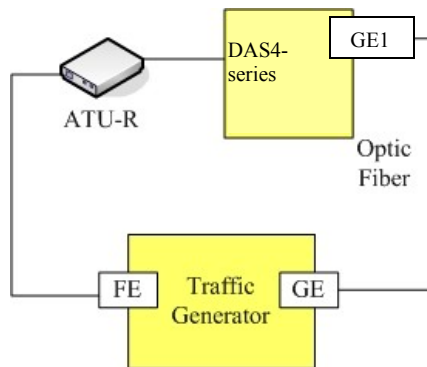 DAS4-
series
GE1
ATU-R
Optic
Fiber
FE
Traffic
Generator
GE